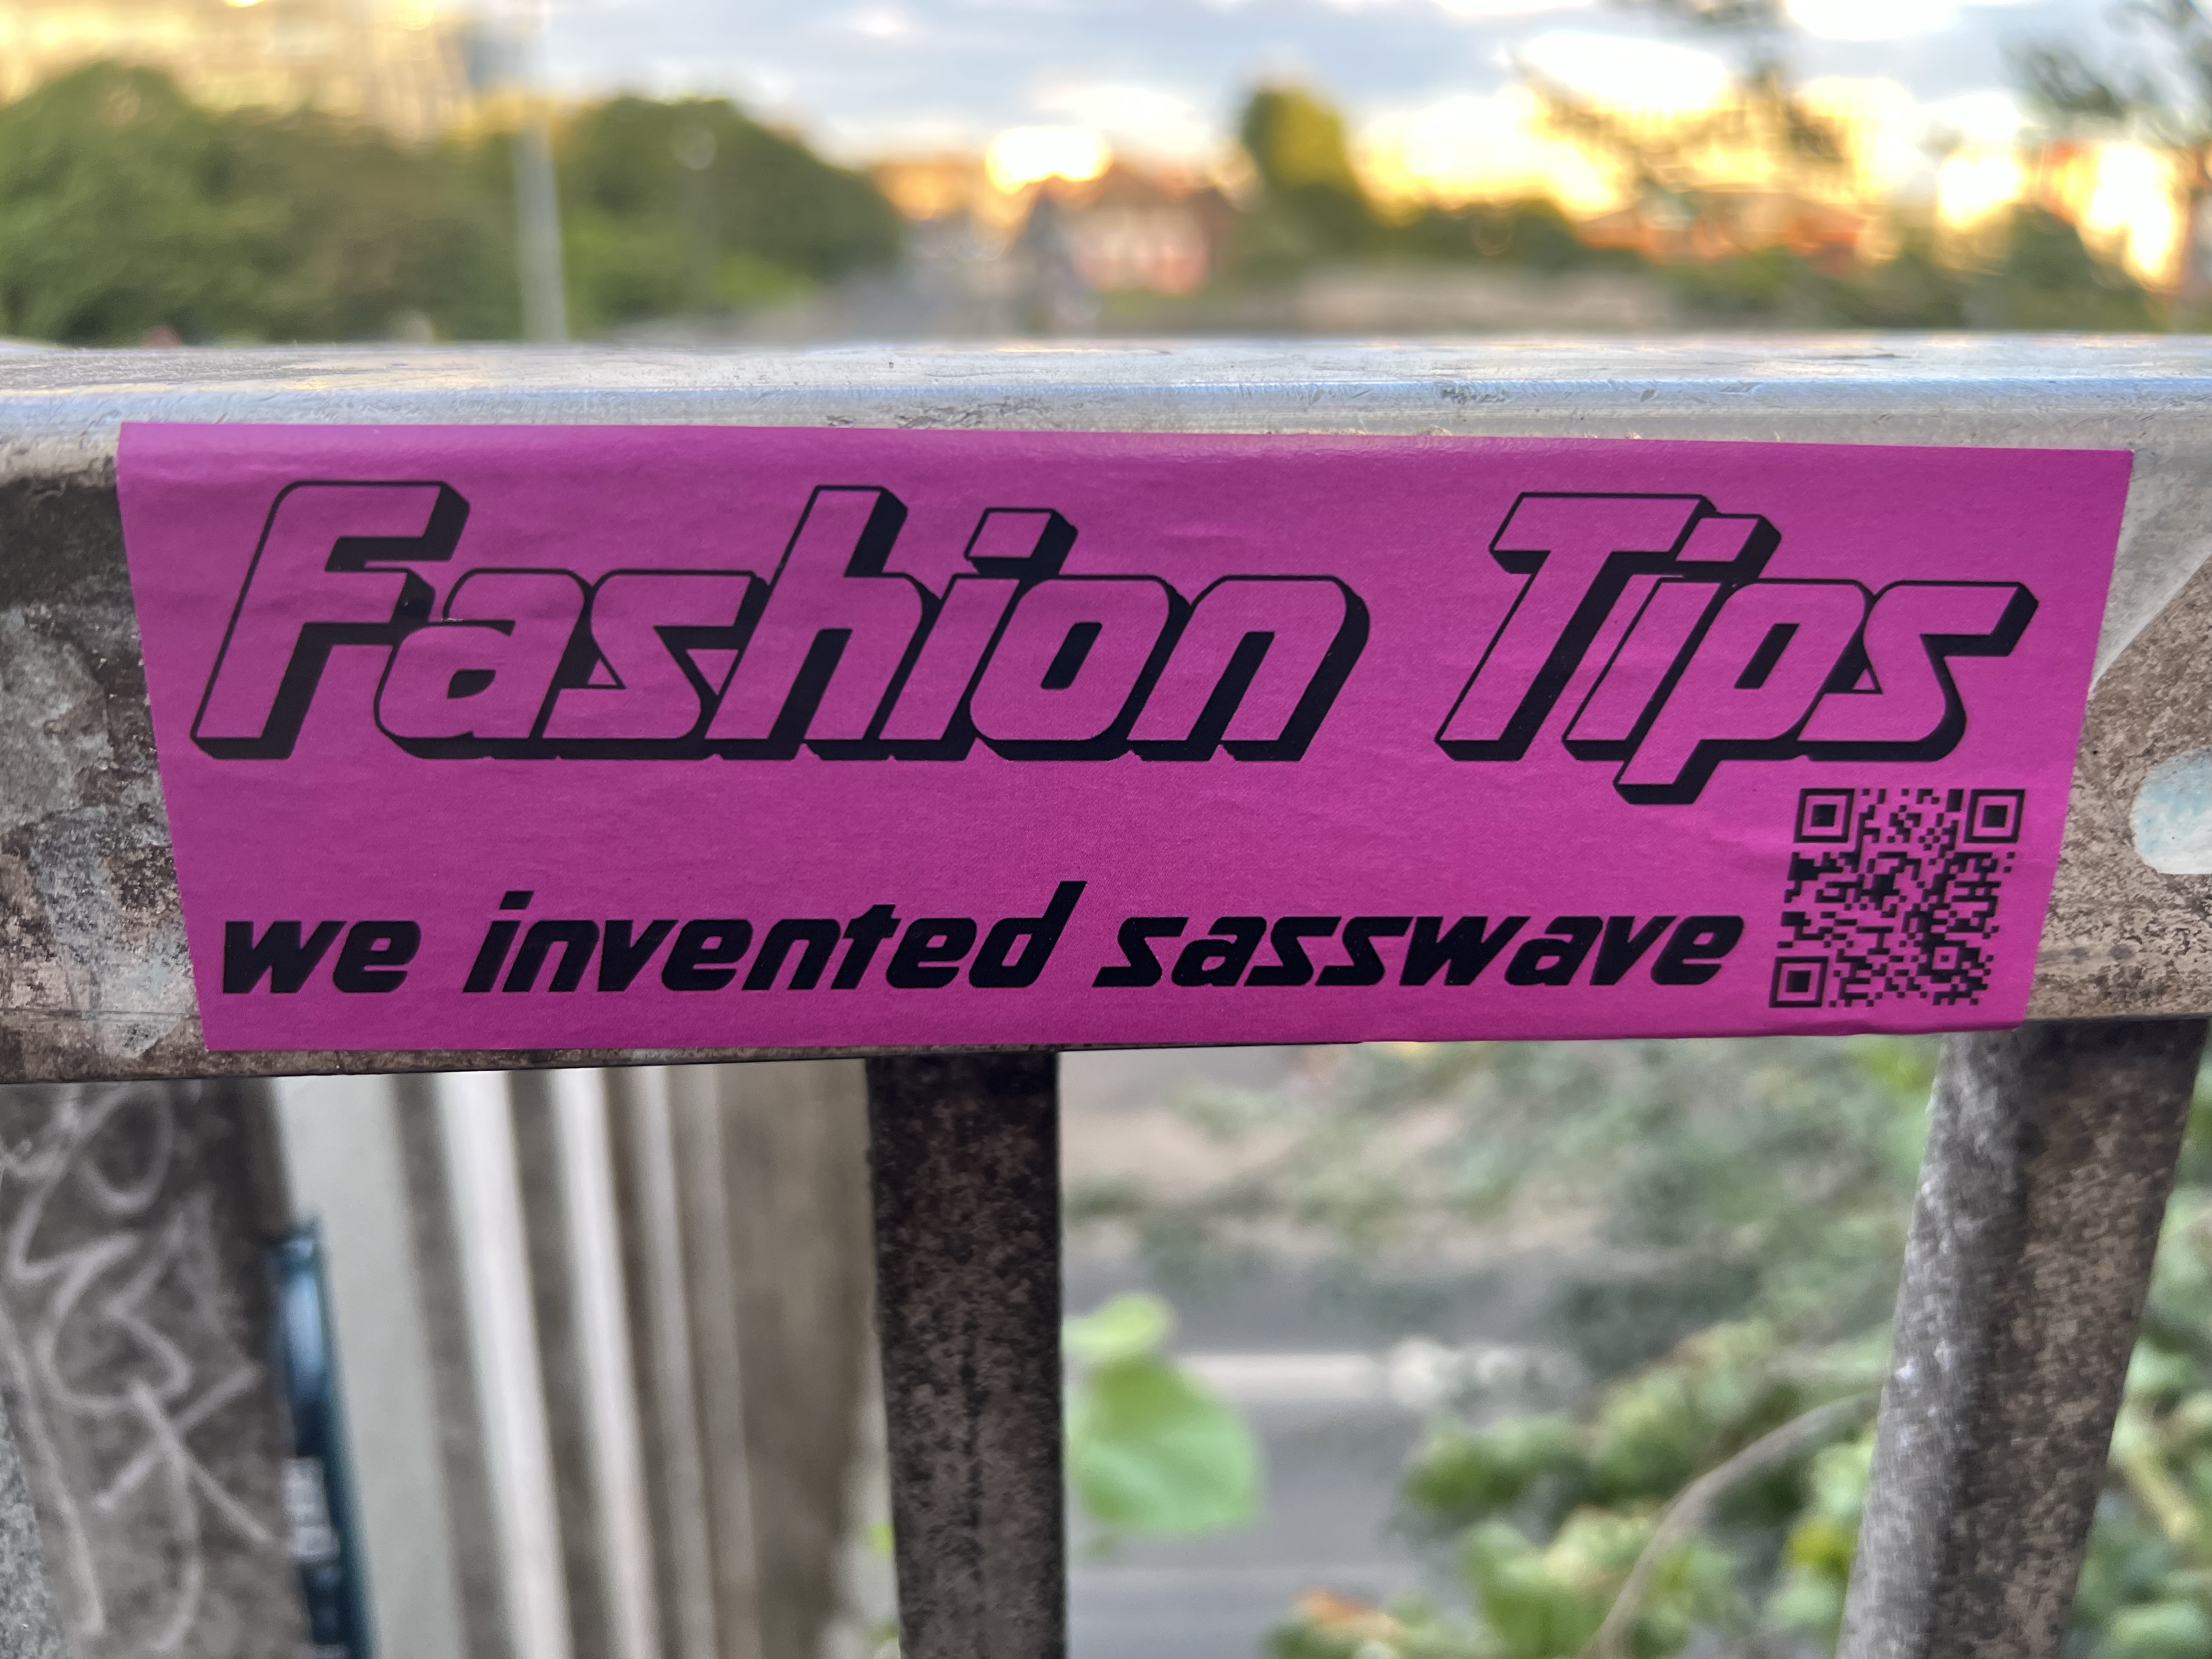 Fashion Tips
we invented sasswave